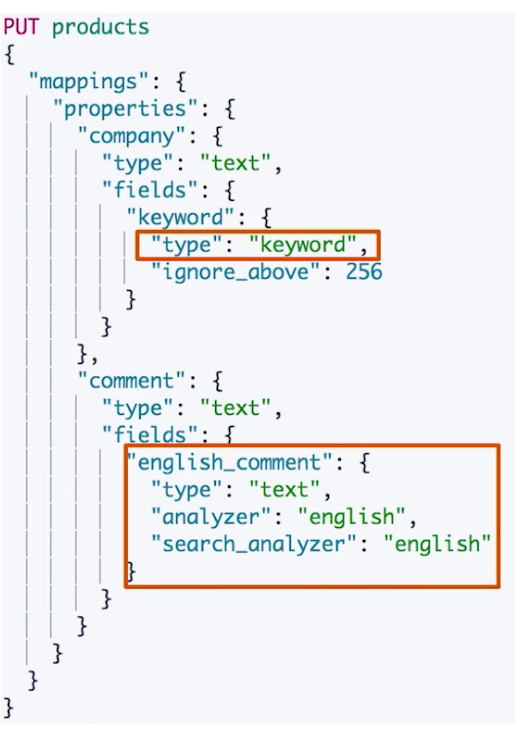 PUT products
{
  "mappings": {
    "properties": {
      "company": {
        "type": "text",
        "fields": {
          "keyword": {
            "type": "keyword",
            "ignore_above": 256
          }
        }
      },
      "comment": {
        "type": "text",
        "fields": {
          "english_comment": {
            "type": "text",
            "analyzer": "english",
            "search_analyzer": "english"
          }
        }
      }
    }
  }
}